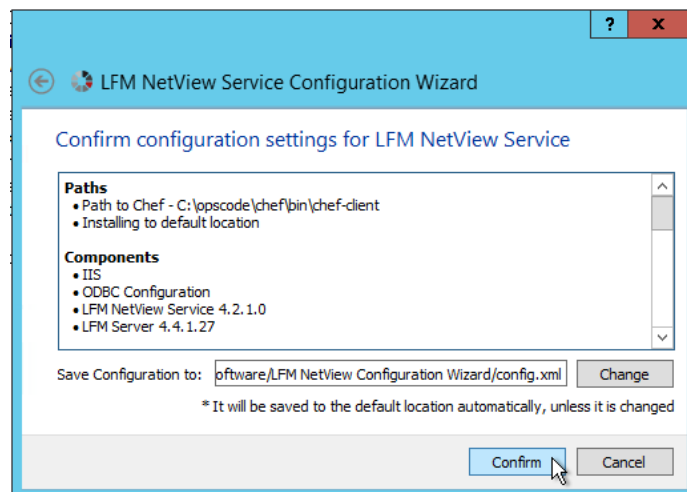 ? x
LFM NetView Service Configuration Wizard
Confirm configuration settings for LFM NetView Service
Paths
• Path to Chef - C:\opscode\chef\bin\chef-client
• Installing to default location
Components
• IIS
• ODBC Configuration
• LFM NetView Service 4.2.1.0
• LFM Server 4.4.1.27
Save Configuration to: oftware/LFM NetView Configuration Wizard/config.xml Change
* It will be saved to the default location automatically, unless it is changed
Confirm Cancel